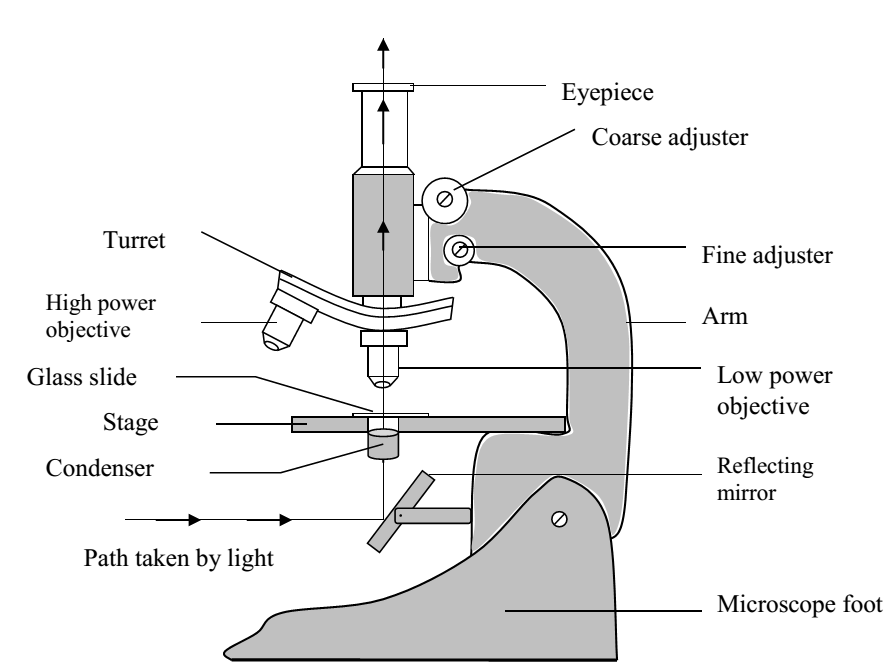 Eyepiece
Coarse adjuster
Turret
Fine adjuster
High power
objective
Arm
Glass slide
Low power
objective
Stage
Condenser
Reflecting
mirror
Path taken by light
Microscope foot